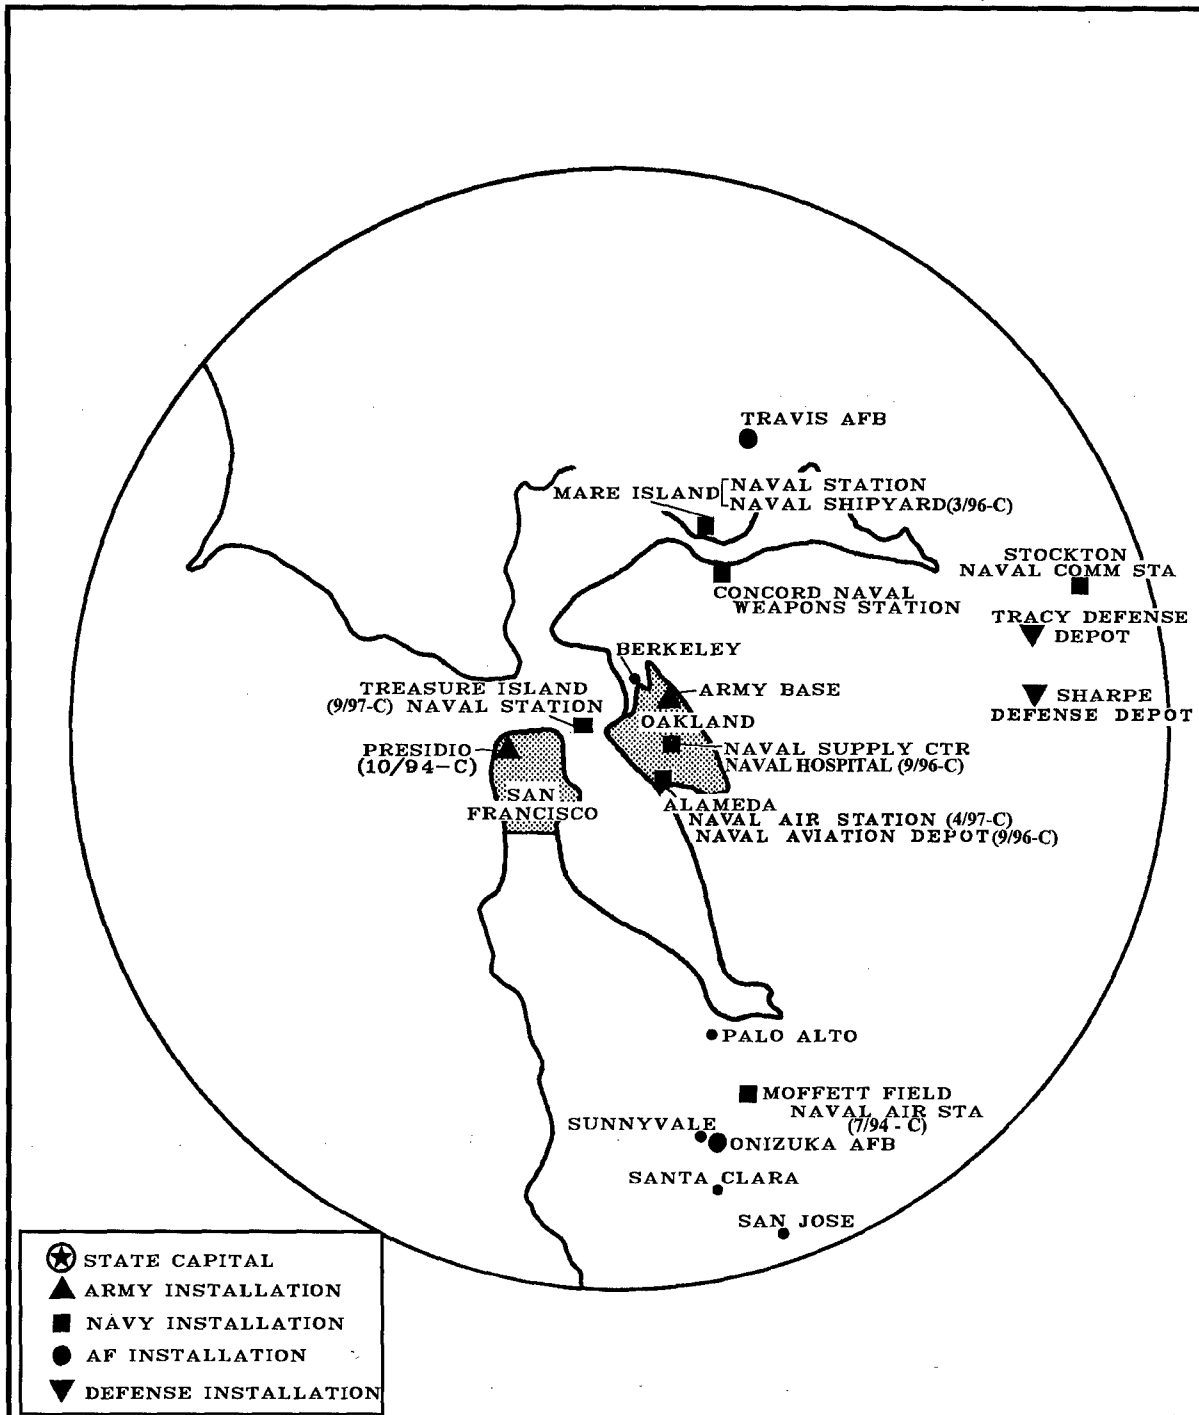 TRAVIS AFB
MARE ISLAND
NAVAL STATION
NAVAL SHIPYARD (3/96-C)
STOCKTON
NAVAL COMM STA
CONCORD NAVAL
WEAPONS STATION
TRACY DEFENSE
DEPOT
BERKELEY
TREASURE ISLAND
(9/97-C) NAVAL STATION
ARMY BASE
SHARPE
DEFENSE DEPOT
OAKLAND
PRESIDIO
(10/94-C)
NAVAL SUPPLY CTR
NAVAL HOSPITAL (9/96-C)
SAN
FRANCISCO
ALAMEDA
NAVAL AIR STATION (4/97-C)
NAVAL AVIATION DEPOT (9/96-C)
PALO ALTO
MOFFETT FIELD
NAVAL AIR STA
(7/94 - C)
SUNNYVALE
ONIZUKA AFB
SANTA CLARA
SAN JOSE
STATE CAPITAL
ARMY INSTALLATION
NAVY INSTALLATION
AF INSTALLATION
DEFENSE INSTALLATION